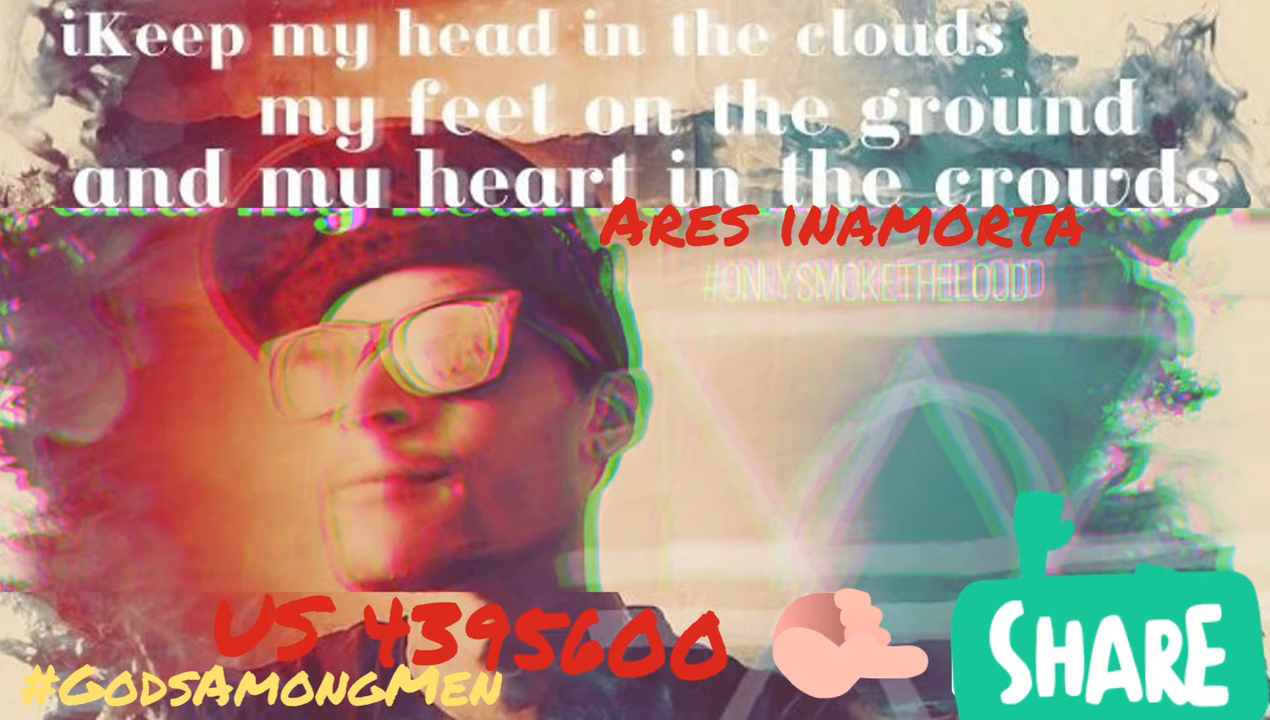 iKeep my head in the clouds
my feet on the ground
and my heart in the crowds
Ares inamorta
#ONLYSMOKETHELOUD
US 4395600
#GodsAmongMen
SHARE